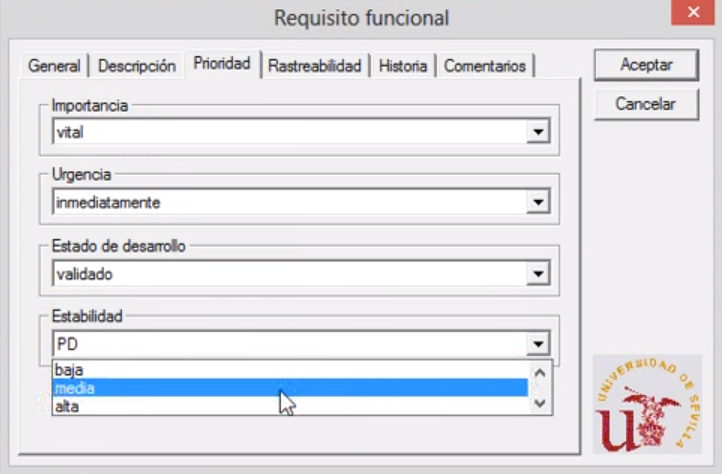 Requisito funcional
General
Descripción
Prioridad
Rastreabilidad
Historia
Comentarios
Aceptar
Cancelar
Importancia
vital
Urgencia
inmediatamente
Estado de desarrollo
validado
Estabilidad
PD
baja
media
alta
UNIVERSIDAD DE SEVILLA